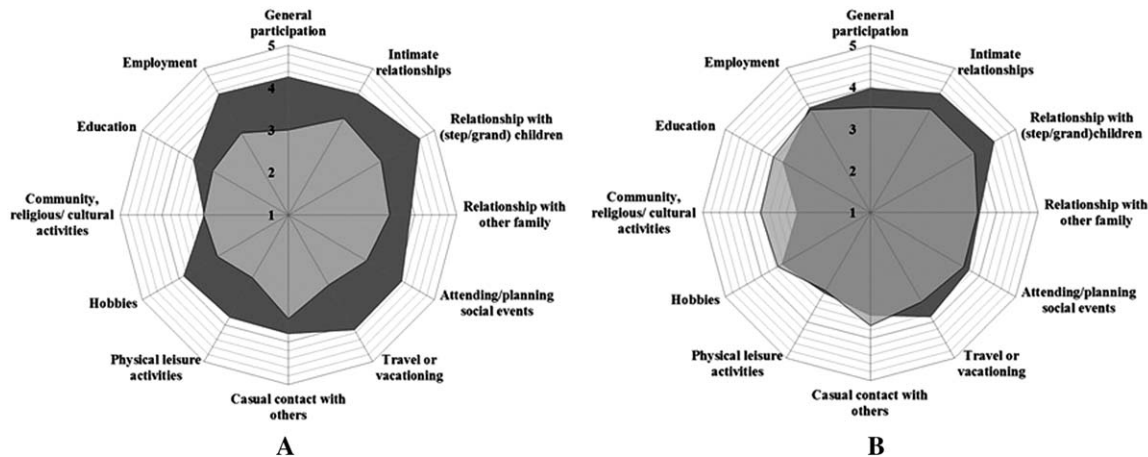 General
participation
5
4
3
2
1
Intimate
relationships
Relationship with
(step/grand) children
Relationship with
other family
Attending/planning
social events
Travel or
vacationing
Casual contact with
others
Physical leisure
activities
Hobbies
Community,
religious/ cultural
activities
Education
Employment
A
General
participation
5
4
3
2
1
Intimate
relationships
Relationship with
(step/grand)children
Relationship with
other family
Attending/planning
social events
Travel or
vacationing
Casual contact with
others
Physical leisure
activities
Hobbies
Community,
religious/ cultural
activities
Education
Employment
B